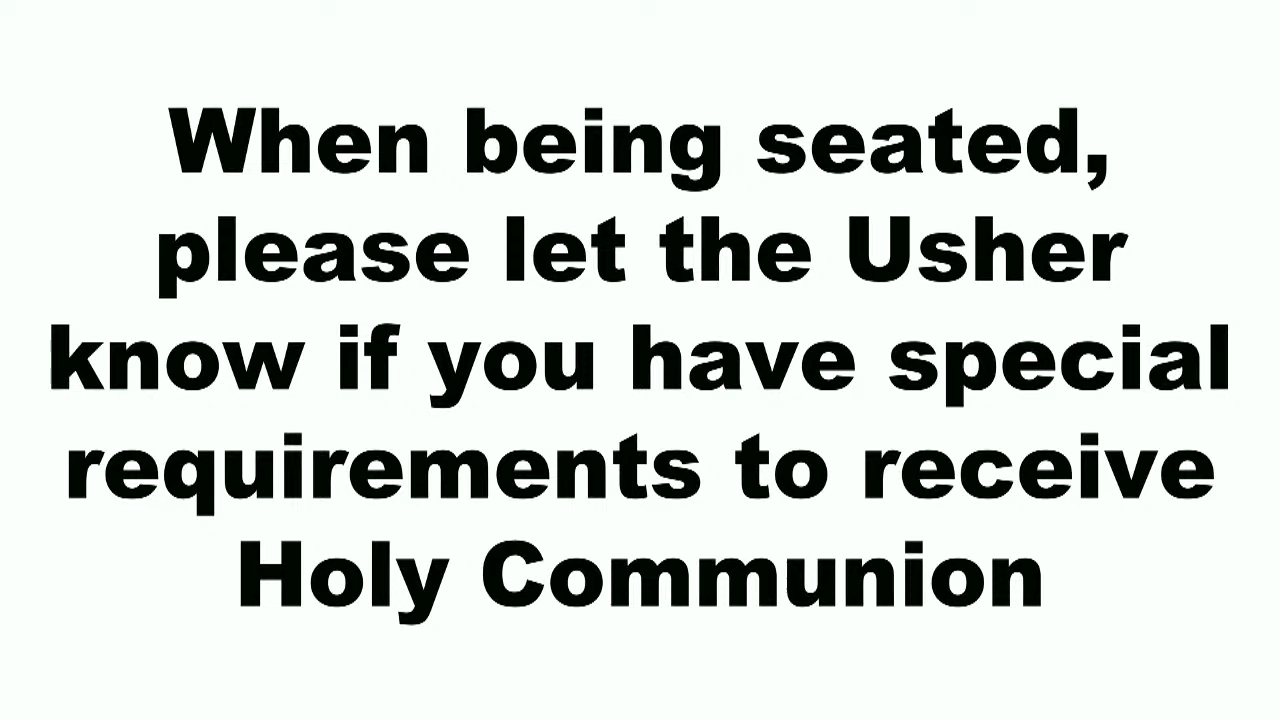 When being seated,
please let the Usher
know if you have special
requirements to receive
Holy Communion